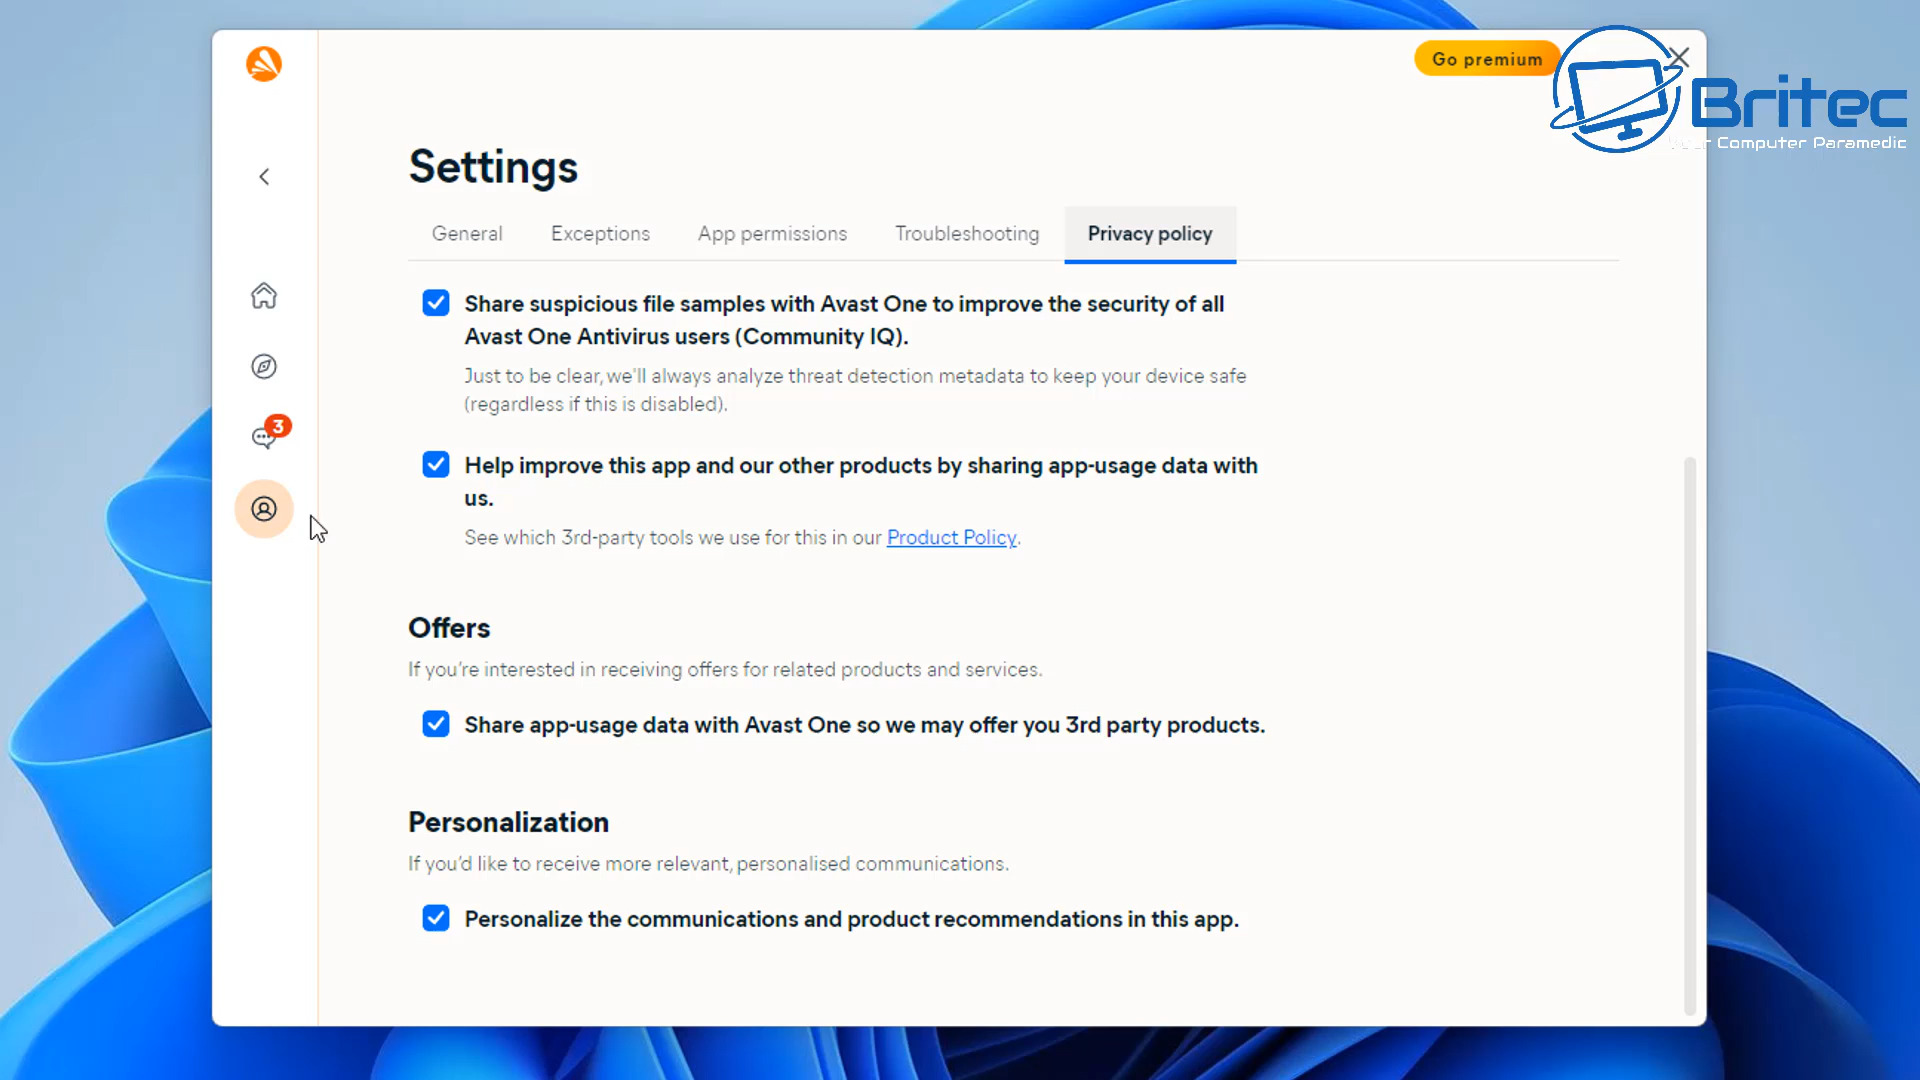 Go premium
Britec
Your Computer Paramedic
Settings
General Exceptions App permissions Troubleshooting Privacy policy
Share suspicious file samples with Avast One to improve the security of all
Avast One Antivirus users (Community IQ).
Just to be clear, we'll always analyze threat detection metadata to keep your device safe
(regardless if this is disabled).
3
Help improve this app and our other products by sharing app-usage data with
us.
See which 3rd-party tools we use for this in our Product Policy.
Offers
If you're interested in receiving offers for related products and services.
Share app-usage data with Avast One so we may offer you 3rd party products.
Personalization
If you'd like to receive more relevant, personalised communications.
Personalize the communications and product recommendations in this app.